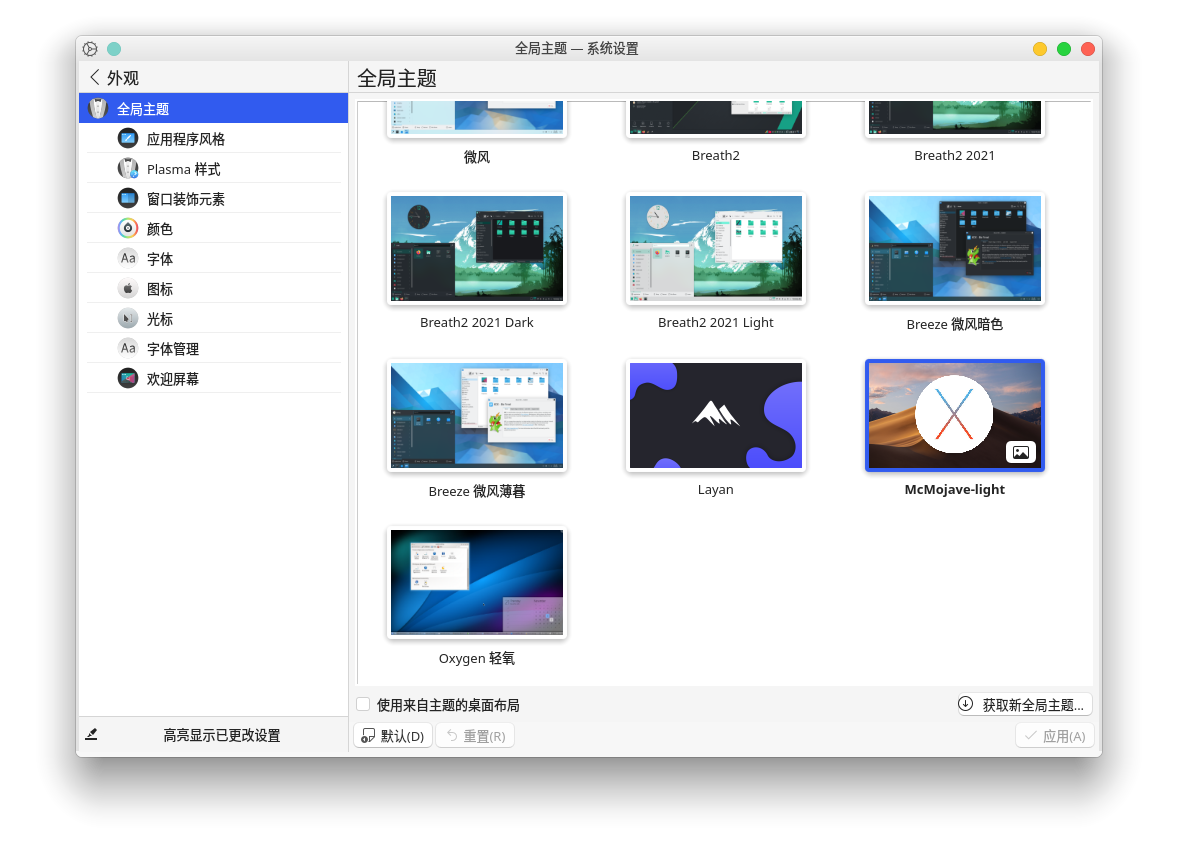 全局主题 — 系统设置
外观
全局主题
应用程序风格
Plasma 样式
窗口装饰元素
颜色
Aa 字体
图标
光标
Aa 字体管理
欢迎屏幕
高亮显示已更改设置
全局主题
微风
Breath2
Breath2 2021
Breath2 2021 Dark
Breath2 2021 Light
Breeze 微风暗色
Breeze 微风薄暮
Layan
McMojave-light
Oxygen 轻氧
使用来自主题的桌面布局
获取新全局主题...
默认(D)
重置(R)
应用(A)